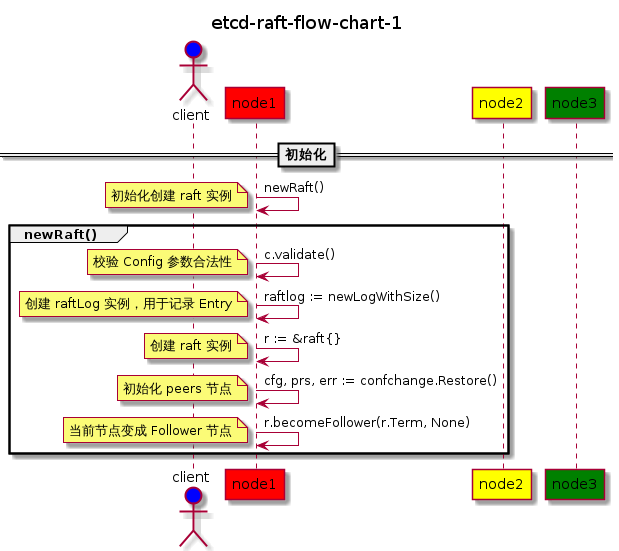 etcd-raft-flow-chart-1
client
node1
node2
node3
初始化
初始化创建 raft 实例
newRaft()
newRaft()
校验 Config 参数合法性
c.validate()
创建 raftLog 实例，用于记录 Entry
raftlog := newLogWithSize()
创建 raft 实例
r := &raft{}
初始化 peers 节点
cfg, prs, err := confchange.Restore()
当前节点变成 Follower 节点
r.becomeFollower(r.Term, None)
client
node1
node2
node3